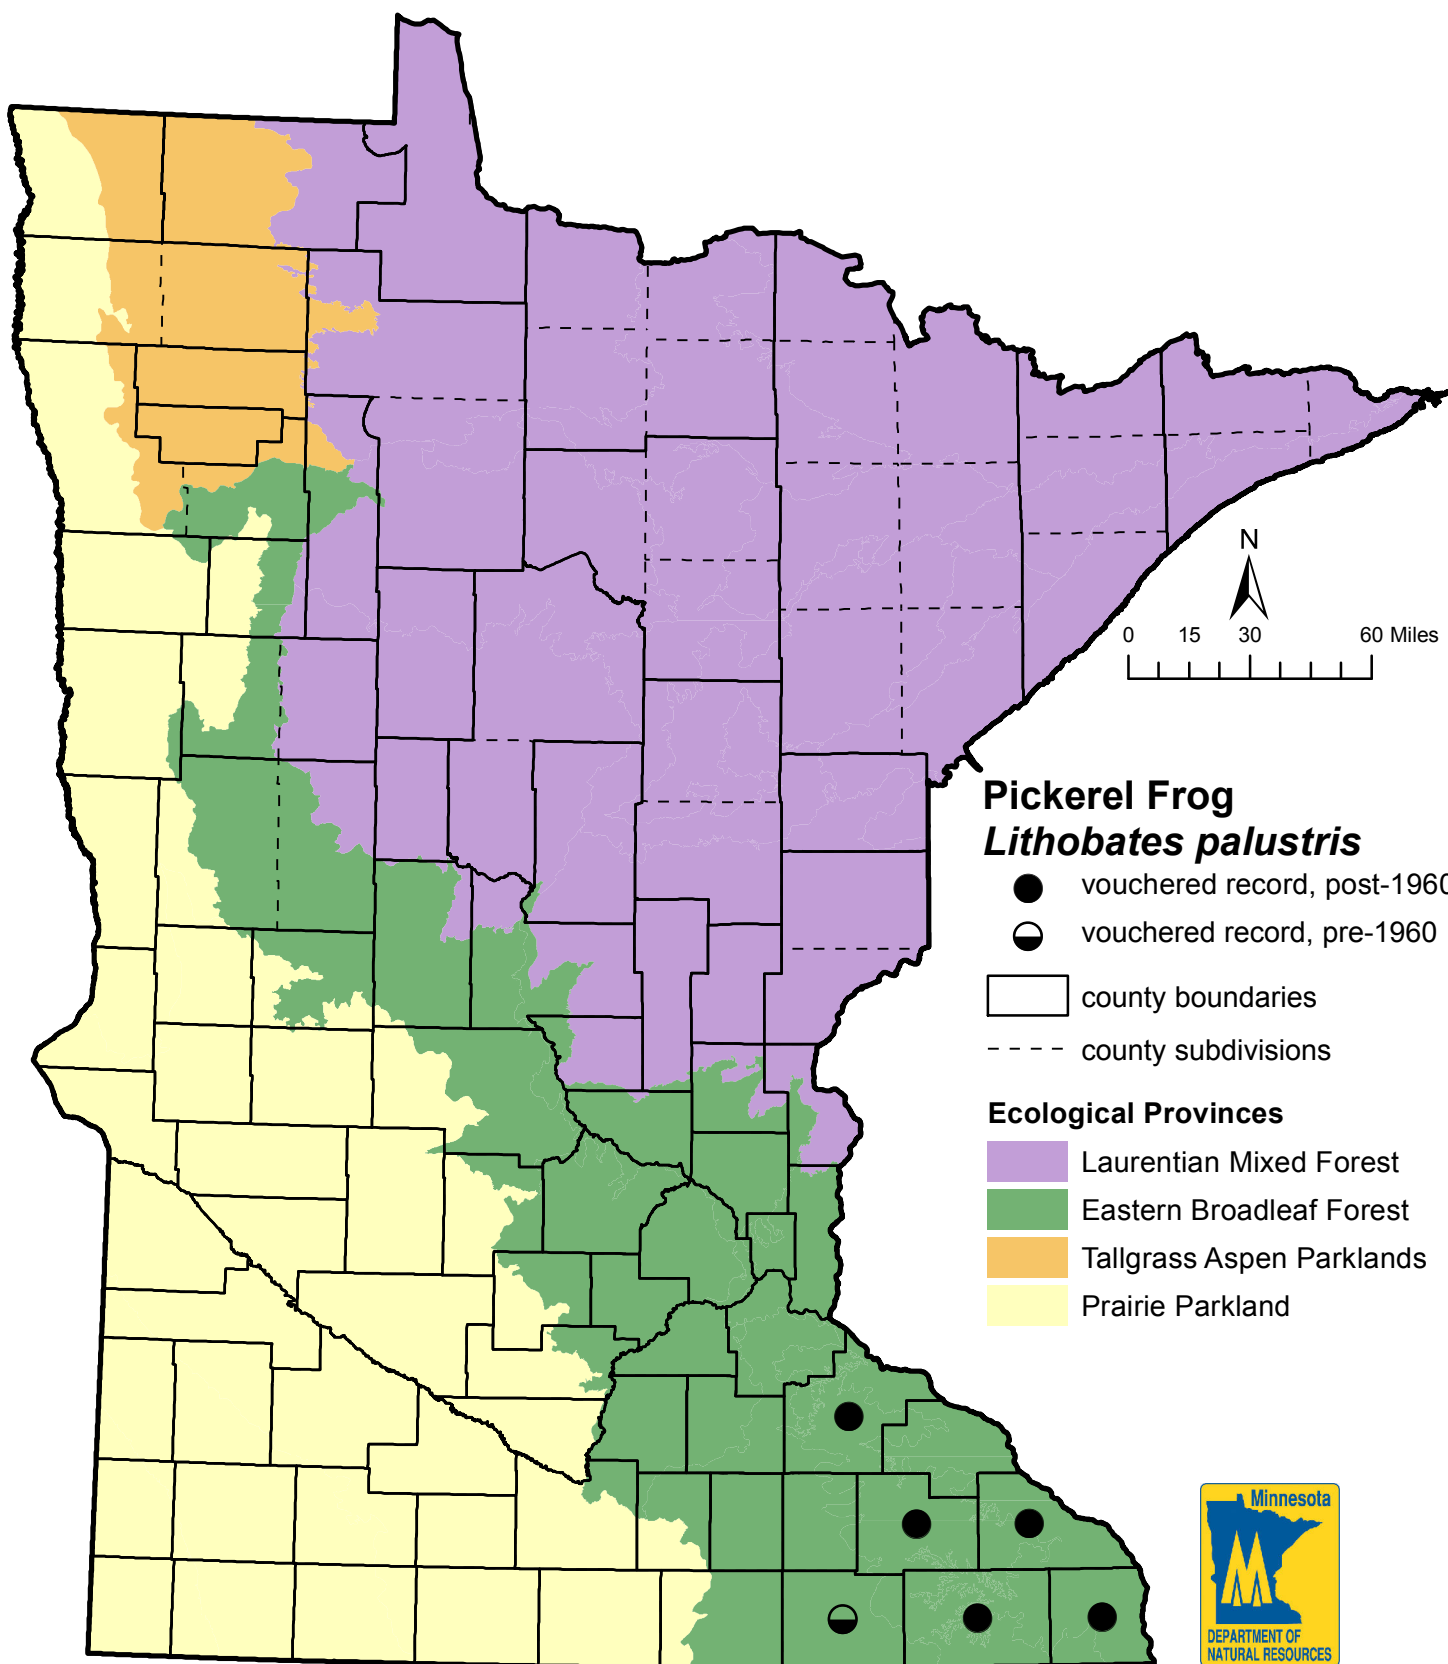 N
0 15 30 60 Miles
Pickerel Frog
Lithobates palustris
vouchered record, post-1960
vouchered record, pre-1960
county boundaries
county subdivisions
Ecological Provinces
Laurentian Mixed Forest
Eastern Broadleaf Forest
Tallgrass Aspen Parklands
Prairie Parkland
Minnesota
DEPARTMENT OF
NATURAL RESOURCES